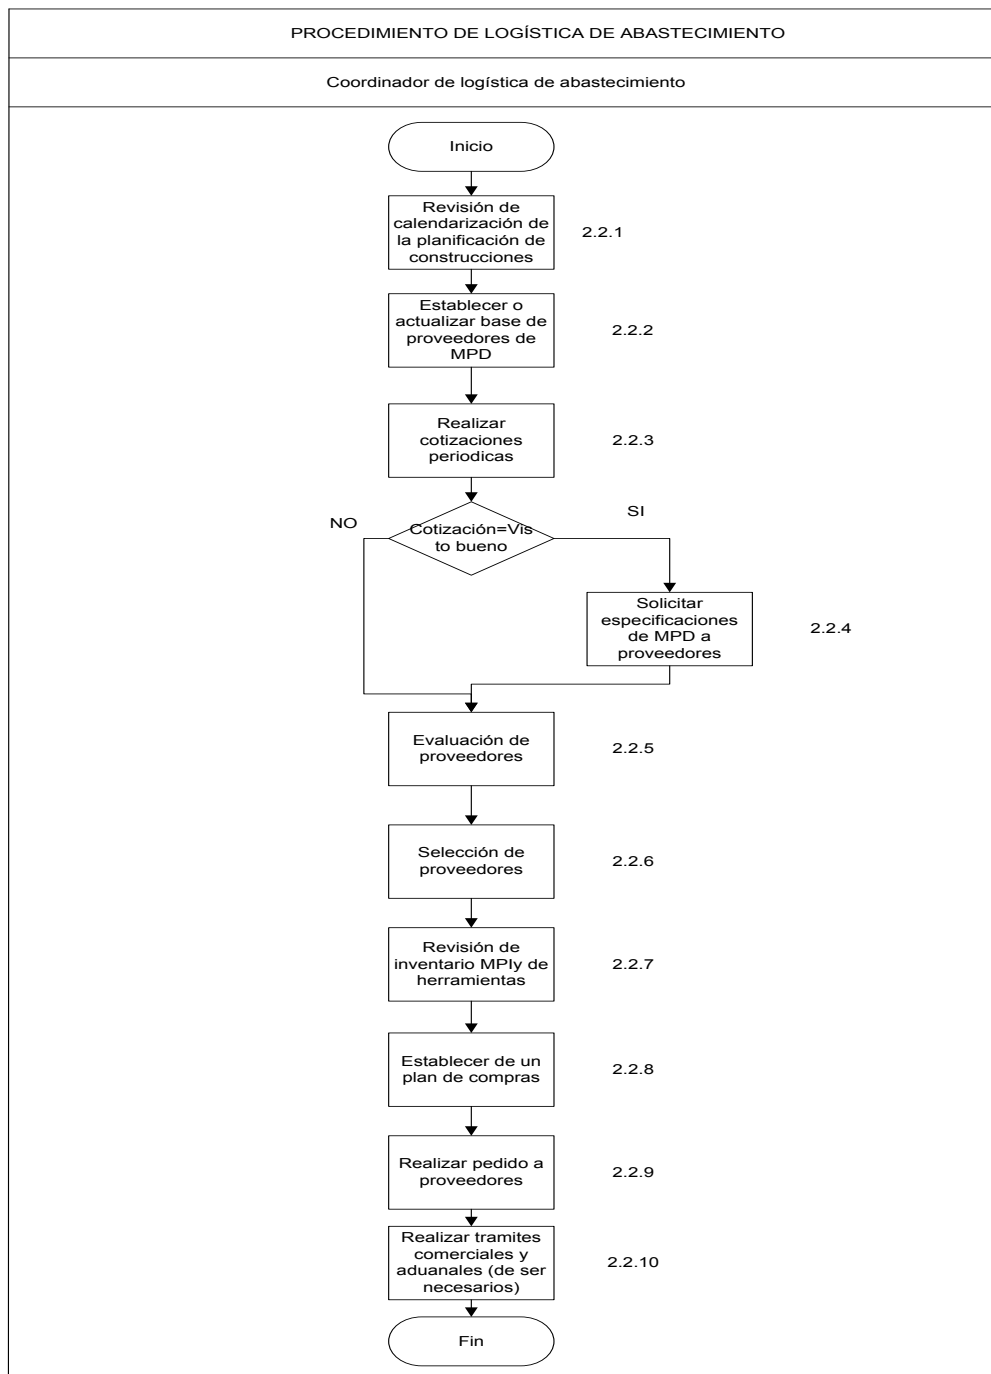 PROCEDIMIENTO DE LOGÍSTICA DE ABASTECIMIENTO
Coordinador de logística de abastecimiento
Inicio
Revisión de
calendarización de
la planificación de
construcciones
2.2.1
Establecer o
actualizar base de
proveedores de
MPD
2.2.2
Realizar
cotizaciones
periodicas
2.2.3
NO
Cotización=Vis
to bueno
SI
Solicitar
especificaciones
de MPD a
proveedores
2.2.4
Evaluación de
proveedores
2.2.5
Selección de
proveedores
2.2.6
Revisión de
inventario MPIy de
herramientas
2.2.7
Establecer de un
plan de compras
2.2.8
Realizar pedido a
proveedores
2.2.9
Realizar tramites
comerciales y
aduanales (de ser
necesarios)
2.2.10
Fin